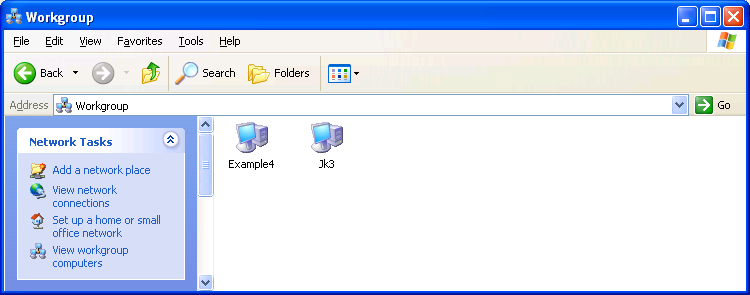 Workgroup
File Edit View Favorites Tools Help
Back Search Folders
Address Workgroup Go
Network Tasks
Add a network place
View network
connections
Set up a home or small
office network
View workgroup
computers
Example4 Jk3